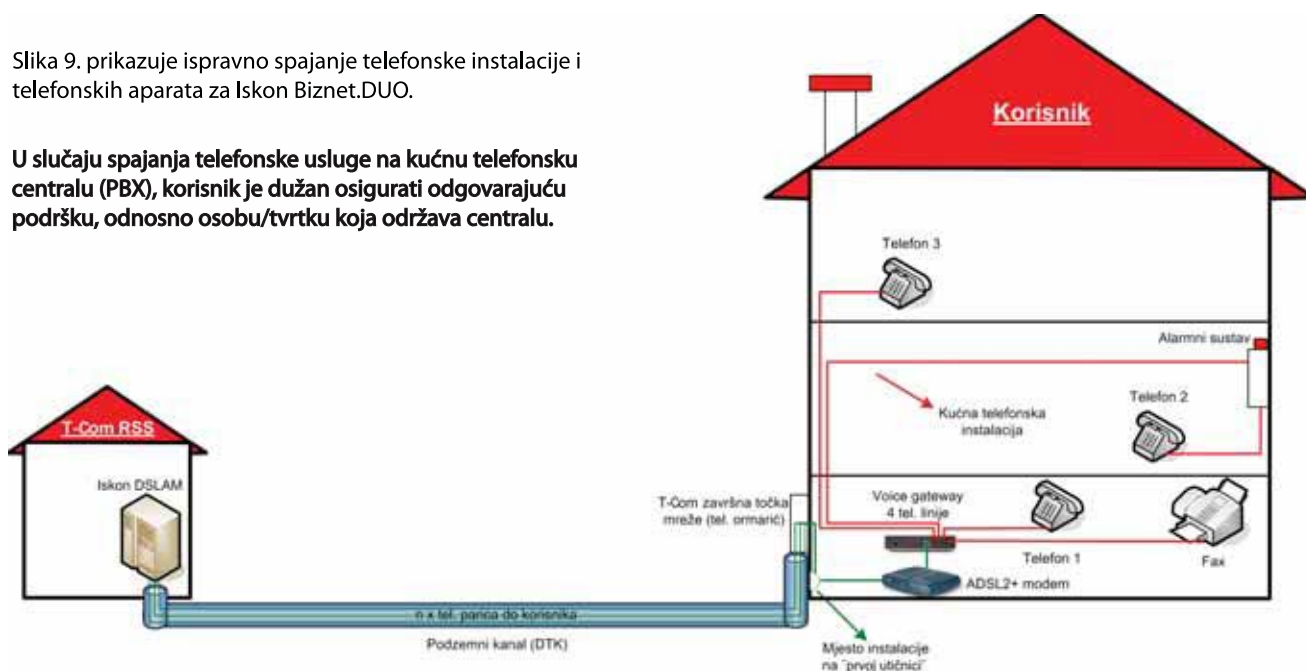 Slika 9. prikazuje ispravno spajanje telefonske instalacije i
telefonskih aparata za Iskon Biznet.DUO.
U slučaju spajanja telefonske usluge na kućnu telefonsku
centralu (PBX), korisnik je dužan osigurati odgovarajuću
podršku, odnosno osobu/tvrtku koja održava centralu.
Korisnik
Telefon 3
Alarmni sustav
Telefon 2
Kućna telefonska
instalacija
T-Com RSS
Iskon DSLAM
T-Com završna točka
mreže (tel. ormarić)
Voice gateway
4 tel. linije
Telefon 1
Fax
ADSL2+ modem
n x tel. parica do korisnika
Podzemni kanal (DTK)
Mjesto instalacije
na "prvoj utičnici"